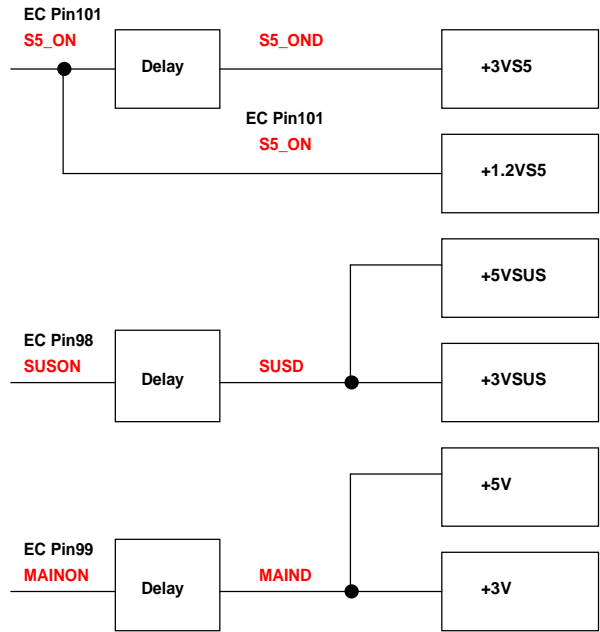 EC Pin101
S5_ON
Delay
S5_OND
+3VS5
EC Pin101
S5_ON
+1.2VS5
+5VSUS
EC Pin98
SUSON
Delay
SUSD
+3VSUS
+5V
EC Pin99
MAINON
Delay
MAIND
+3V